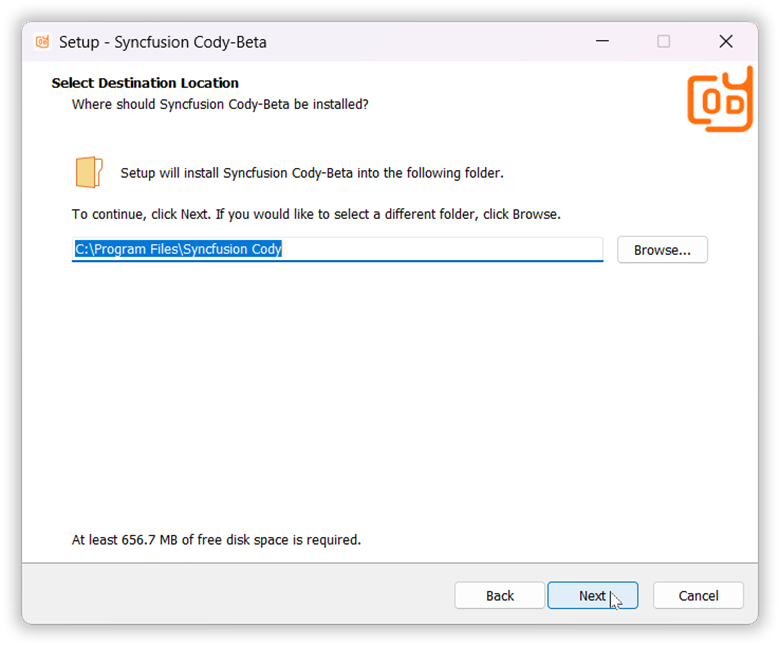 Setup - Syncfusion Cody-Beta
Select Destination Location
Where should Syncfusion Cody-Beta be installed?
Setup will install Syncfusion Cody-Beta into the following folder.
To continue, click Next. If you would like to select a different folder, click Browse.
C:\Program Files\Syncfusion Cody
Browse...
At least 656.7 MB of free disk space is required.
Back
Next
Cancel